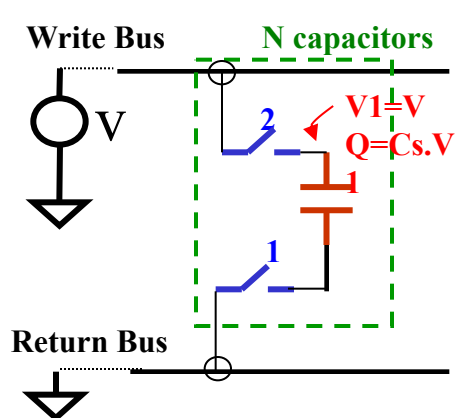 Write Bus
N capacitors
V
2
V1=V
Q=Cs.V
1
1
Return Bus